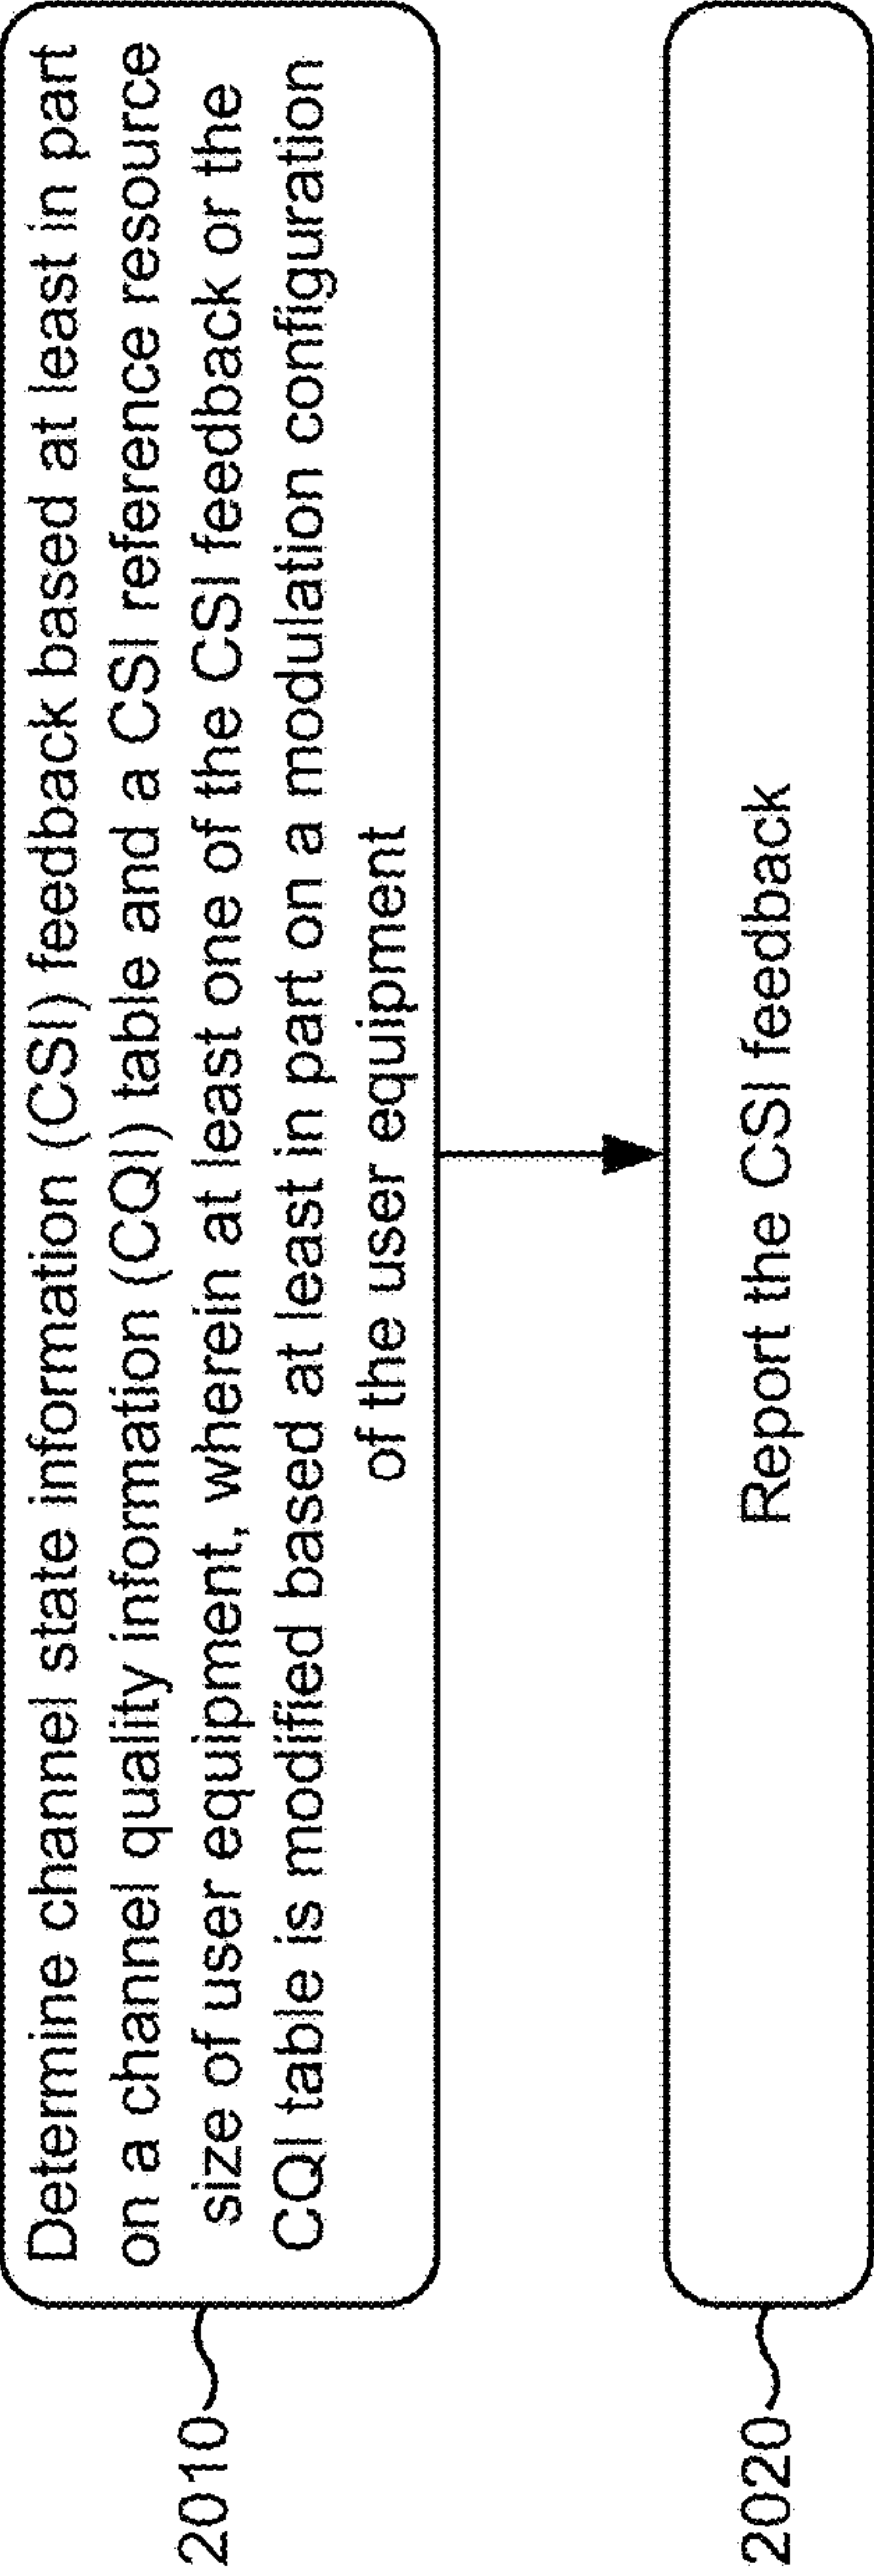 Determine channel state information (CSI) feedback based at least in part
on a channel quality information (CQI) table and a CSI reference resource
size of user equipment, wherein at least one of the CSI feedback or the
CQI table is modified based at least in part on a modulation configuration
of the user equipment
2010
Report the CSI feedback
2020